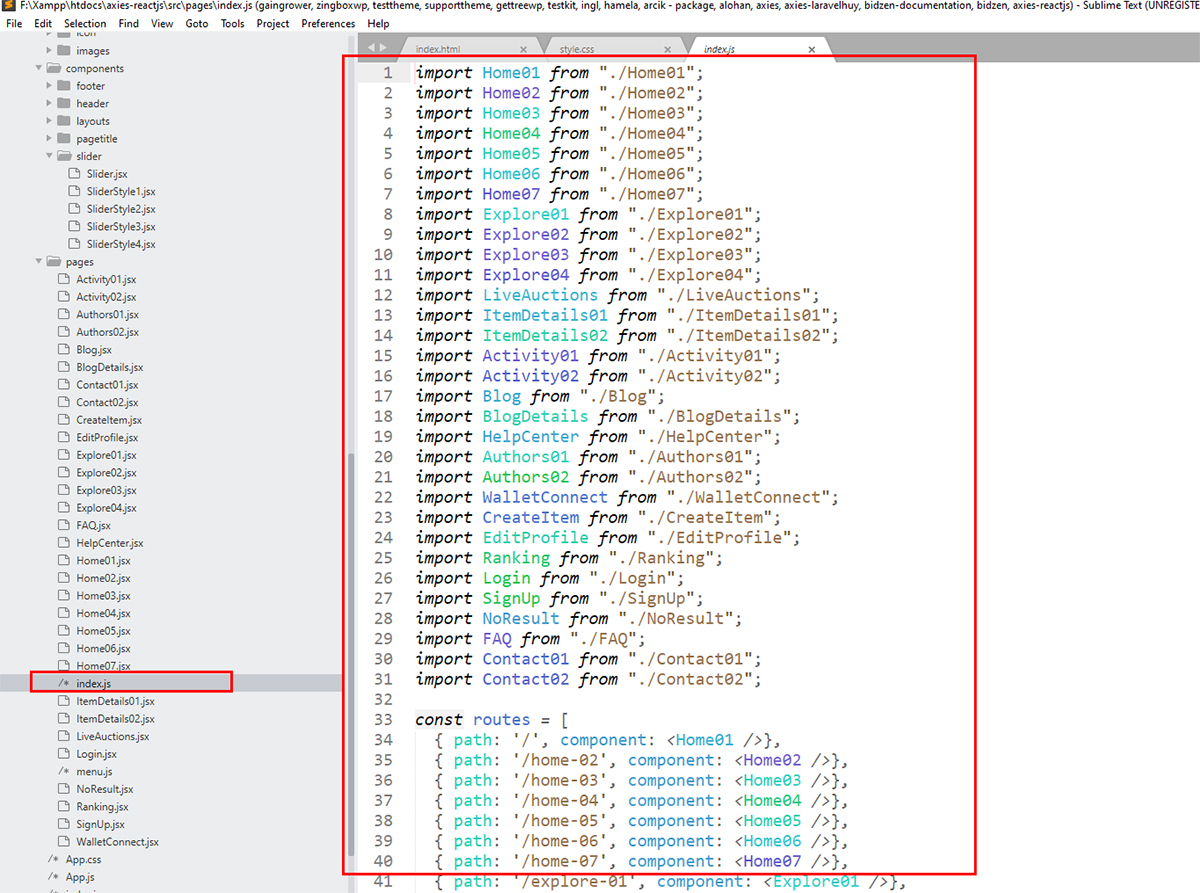 F:\Xampp\htdocs\axies-reactjs\src\pages\index.js (gaingrower, zingboxwp, testtheme, supporttheme, gettreewp, testkit, ingl, hamela, arcik - package, alohan, axies, axies-laravelhuy, bidzen-documentation, bidzen, axies-reactjs) - Sublime Text (UNREGISTE
File Edit Selection Find View Goto Tools Project Preferences Help
icon
images
components
footer
header
layouts
pagetitle
slider
Slider.jsx
SliderStyle1.jsx
SliderStyle2.jsx
SliderStyle3.jsx
SliderStyle4.jsx
pages
Activity01.jsx
Activity02.jsx
Authors01.jsx
Authors02.jsx
Blog.jsx
BlogDetails.jsx
Contact01.jsx
Contact02.jsx
CreateItem.jsx
EditProfile.jsx
Explore01.jsx
Explore02.jsx
Explore03.jsx
Explore04.jsx
FAQ.jsx
HelpCenter.jsx
Home01.jsx
Home02.jsx
Home03.jsx
Home04.jsx
Home05.jsx
Home06.jsx
Home07.jsx
/* index.js
ItemDetails01.jsx
ItemDetails02.jsx
LiveAuctions.jsx
Login.jsx
/* menu.js
NoResult.jsx
Ranking.jsx
SignUp.jsx
WalletConnect.jsx
/* App.css
/* App.js
index.html × style.css × index.js ×
1 import Home01 from "./Home01";
2 import Home02 from "./Home02";
3 import Home03 from "./Home03";
4 import Home04 from "./Home04";
5 import Home05 from "./Home05";
6 import Home06 from "./Home06";
7 import Home07 from "./Home07";
8 import Explore01 from "./Explore01";
9 import Explore02 from "./Explore02";
10 import Explore03 from "./Explore03";
11 import Explore04 from "./Explore04";
12 import LiveAuctions from "./LiveAuctions";
13 import ItemDetails01 from "./ItemDetails01";
14 import ItemDetails02 from "./ItemDetails02";
15 import Activity01 from "./Activity01";
16 import Activity02 from "./Activity02";
17 import Blog from "./Blog";
18 import BlogDetails from "./BlogDetails";
19 import HelpCenter from "./HelpCenter";
20 import Authors01 from "./Authors01";
21 import Authors02 from "./Authors02";
22 import WalletConnect from "./WalletConnect";
23 import CreateItem from "./CreateItem";
24 import EditProfile from "./EditProfile";
25 import Ranking from "./Ranking";
26 import Login from "./Login";
27 import SignUp from "./SignUp";
28 import NoResult from "./NoResult";
29 import FAQ from "./FAQ";
30 import Contact01 from "./Contact01";
31 import Contact02 from "./Contact02";
32
33 const routes = [
34 { path: '/', component: <Home01 />},
35 { path: '/home-02', component: <Home02 />},
36 { path: '/home-03', component: <Home03 />},
37 { path: '/home-04', component: <Home04 />},
38 { path: '/home-05', component: <Home05 />},
39 { path: '/home-06', component: <Home06 />},
40 { path: '/home-07', component: <Home07 />},
41 { path: '/explore-01', component: <Explore01 />},